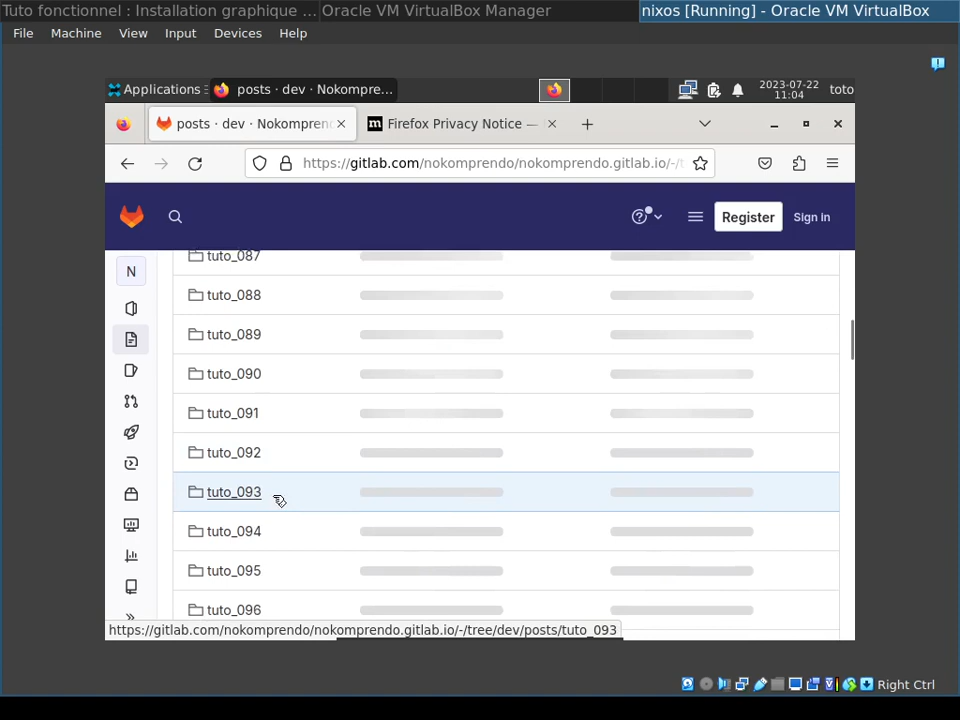 Tuto fonctionnel : Installation graphique ... Oracle VM VirtualBox Manager nixos [Running] - Oracle VM VirtualBox
File Machine View Input Devices Help
Applications posts · dev · Nokompre... 2023-07-22 11:04 toto
posts · dev · Nokompren Firefox Privacy Notice —
https://gitlab.com/nokomprendo/nokomprendo.gitlab.io/-/t
Register Sign in
N
tuto_087
tuto_088
tuto_089
tuto_090
tuto_091
tuto_092
tuto_093
tuto_094
tuto_095
tuto_096
https://gitlab.com/nokomprendo/nokomprendo.gitlab.io/-/tree/dev/posts/tuto_093
Right Ctrl